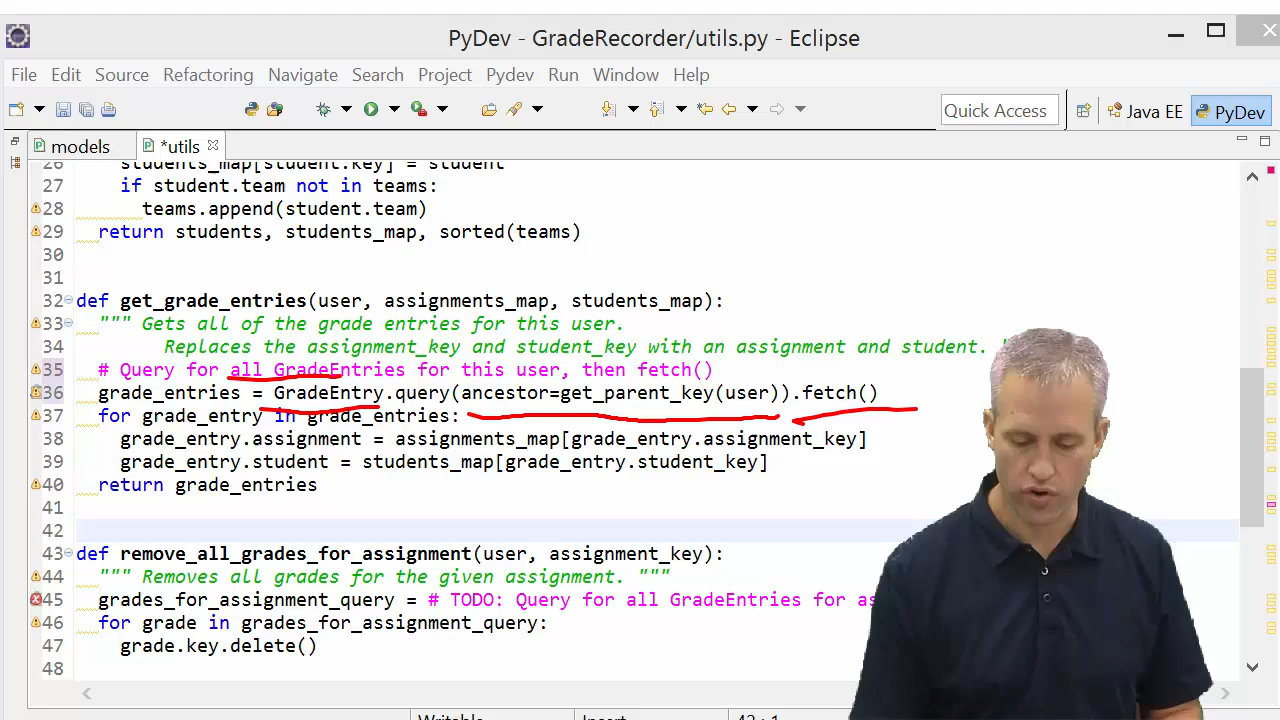 PyDev - GradeRecorder/utils.py - Eclipse
File Edit Source Refactoring Navigate Search Project Pydev Run Window Help
Quick Access
Java EE
PyDev
models
*utils
26 students_map[student.key] = student
27 if student.team not in teams:
28 teams.append(student.team)
29 return students, students_map, sorted(teams)
30
31
32 def get_grade_entries(user, assignments_map, students_map):
33 """ Gets all of the grade entries for this user.
34 Replaces the assignment_key and student_key with an assignment and student. "
35 # Query for all GradeEntries for this user, then fetch()
36 grade_entries = GradeEntry.query(ancestor=get_parent_key(user)).fetch()
37 for grade_entry in grade_entries:
38 grade_entry.assignment = assignments_map[grade_entry.assignment_key]
39 grade_entry.student = students_map[grade_entry.student_key]
40 return grade_entries
41
42
43 def remove_all_grades_for_assignment(user, assignment_key):
44 """ Removes all grades for the given assignment. """
45 grades_for_assignment_query = # TODO: Query for all GradeEntries for as
46 for grade in grades_for_assignment_query:
47 grade.key.delete()
48
Writable Insert 42 : 1